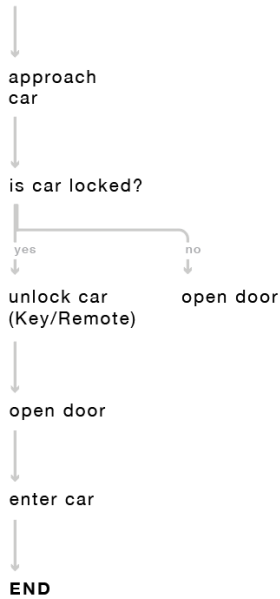 approach
car
is car locked?
yes
no
unlock car
(Key/Remote)
open door
open door
enter car
END